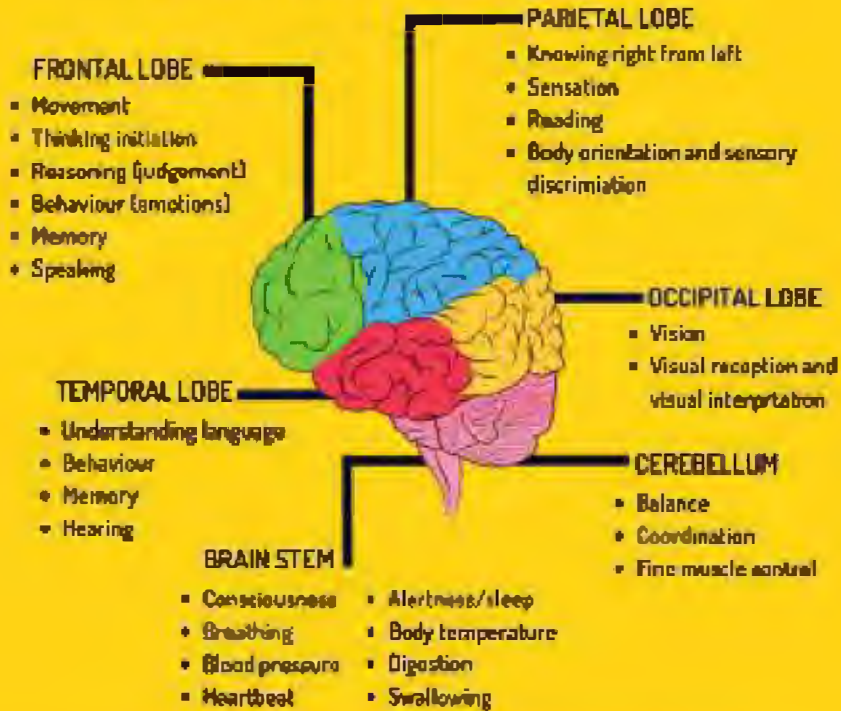 PARIETAL LOBE
• Knowing right from left
• Sensation
• Reading
• Body orientation and sensory
discrimiation
FRONTAL LOBE
• Movement
• Thinking initiation
• Reasoning (judgement)
• Behaviour (emotions)
• Memory
• Speaking
OCCIPITAL LOBE
• Vision
• Visual reception and
visual interprtation
TEMPORAL LOBE
• Understanding language
• Behaviour
• Memory
• Hearing
CEREBELLUM
• Balance
• Coordination
• Fine muscle control
BRAIN STEM
• Consciousness
• Breathing
• Blood pressure
• Heartbeat
• Alertness/sleep
• Body temperature
• Digestion
• Swallowing